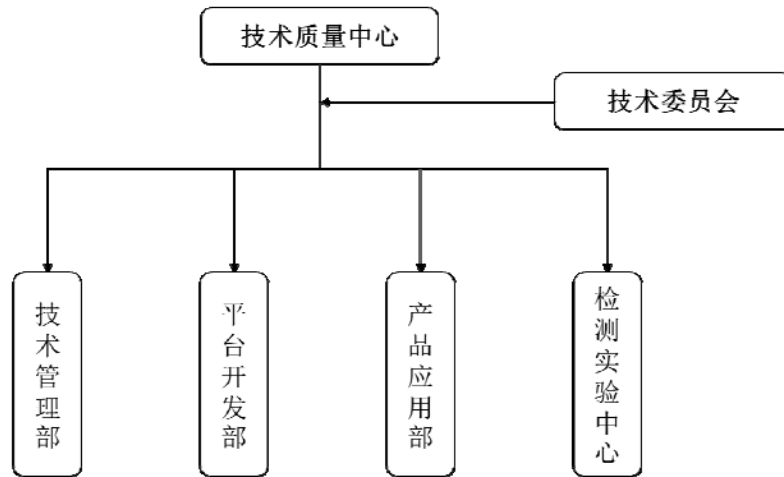 技术质量中心
技术委员会
技术管理部
平台开发部
产品应用部
检测实验中心